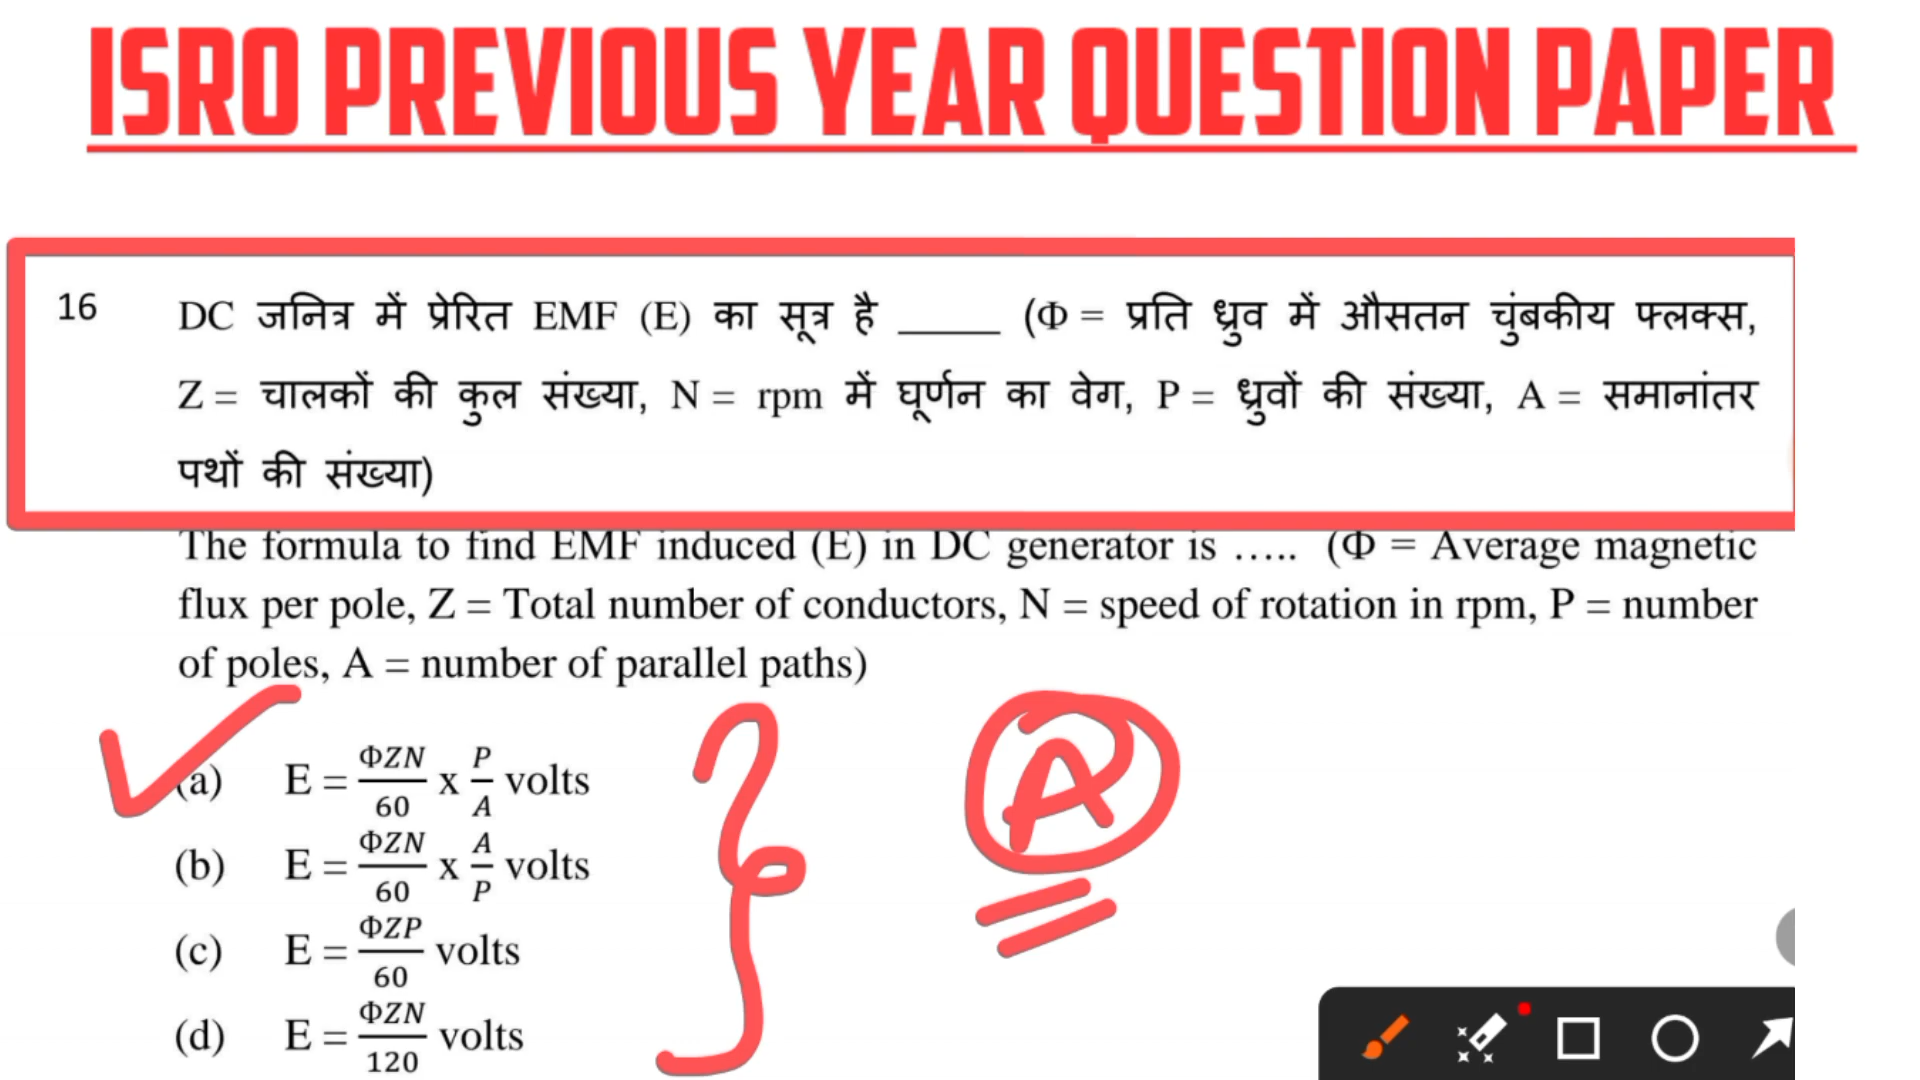 ISRO PREVIOUS YEAR QUESTION PAPER
16 DC जनित्र में प्रेरित EMF (E) का सूत्र है _____ (Φ = प्रति ध्रुव में औसतन चुंबकीय फ्लक्स,
Z = चालकों की कुल संख्या, N = rpm में घूर्णन का वेग, P = ध्रुवों की संख्या, A = समानांतर
पथों की संख्या)
The formula to find EMF induced (E) in DC generator is ….. (Φ = Average magnetic
flux per pole, Z = Total number of conductors, N = speed of rotation in rpm, P = number
of poles, A = number of parallel paths)
(a) E = ΦZN/60 x P/A volts
(b) E = ΦZN/60 x A/P volts
(c) E = ΦZP/60 volts
(d) E = ΦZN/120 volts
A